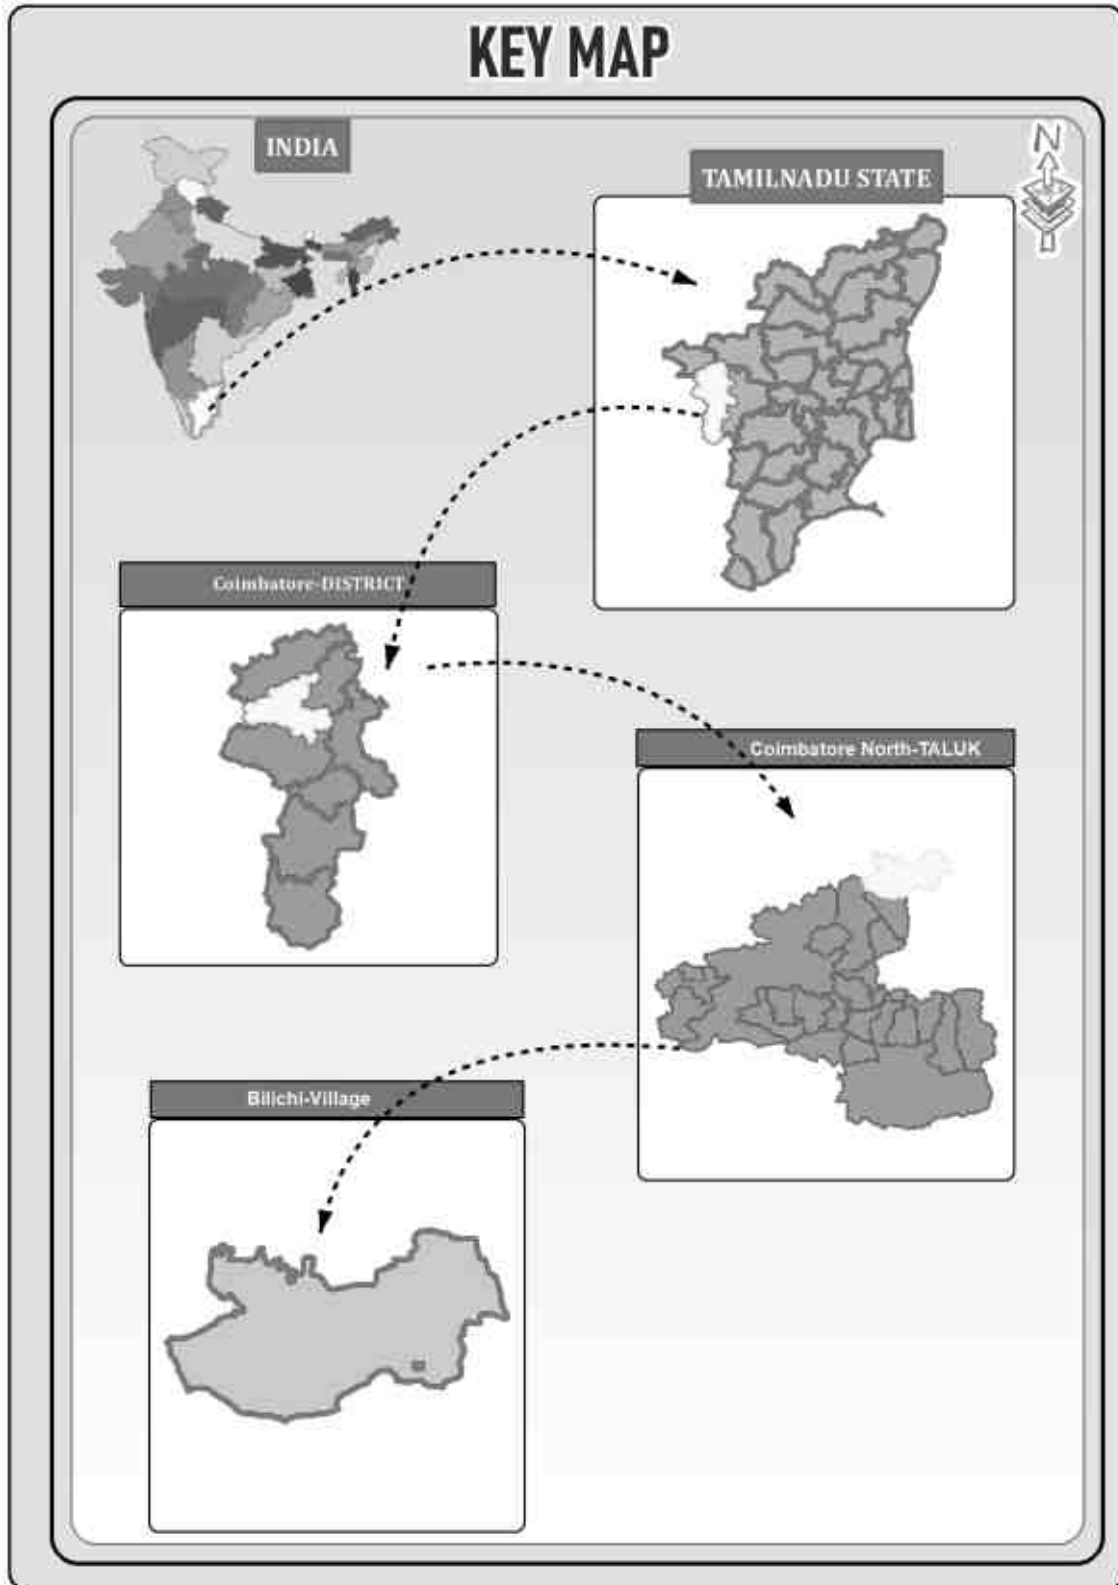 KEY MAP
INDIA
N
TAMILNADU STATE
Coimbatore-DISTRICT
Coimbatore North-TALUK
Bilichi-Village